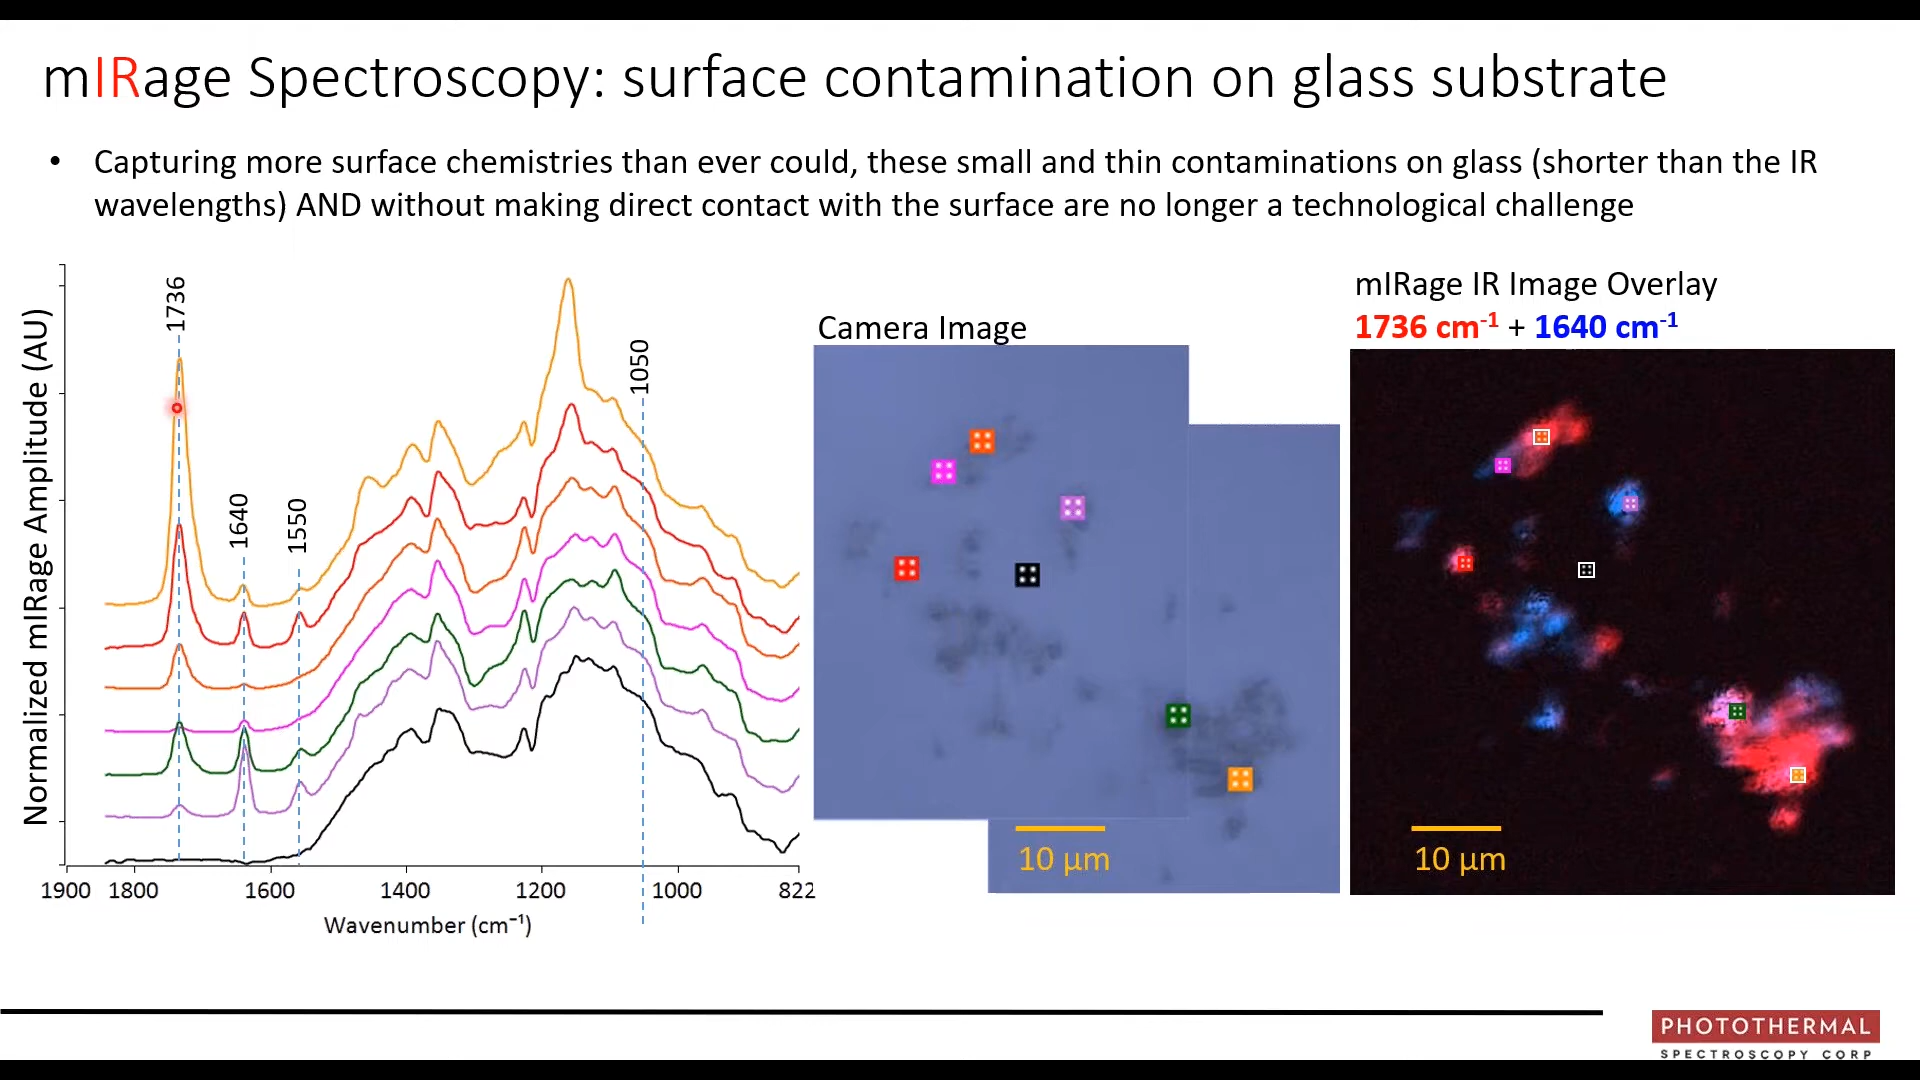 mIRage Spectroscopy: surface contamination on glass substrate
• Capturing more surface chemistries than ever could, these small and thin contaminations on glass (shorter than the IR
wavelengths) AND without making direct contact with the surface are no longer a technological challenge
Normalized mIRage Amplitude (AU)
1736
1640
1550
1050
1900 1800 1600 1400 1200 1000 822
Wavenumber (cm⁻¹)
Camera Image
10 µm
mIRage IR Image Overlay
1736 cm⁻¹ + 1640 cm⁻¹
10 µm
PHOTOTHERMAL
SPECTROSCOPY CORP